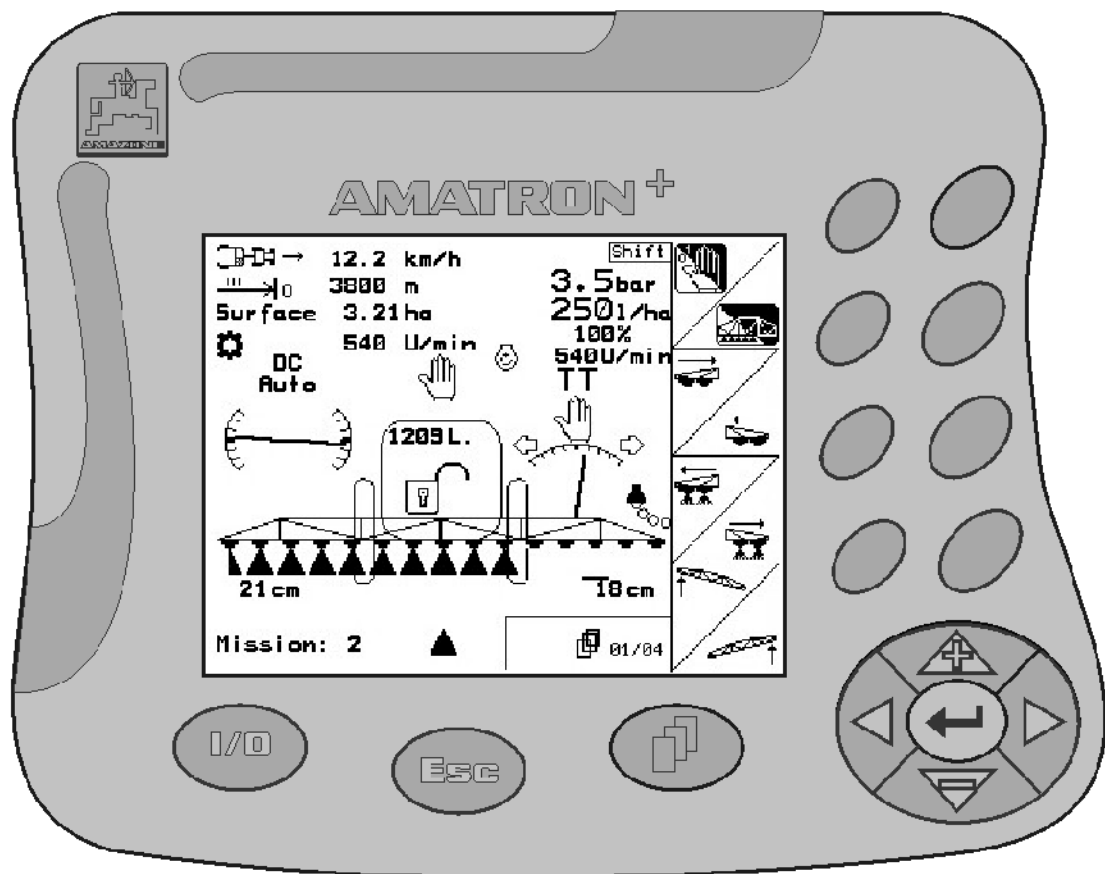 AMAZONE
AMATRON+
Shift
12.2 km/h
3800 m
3.5bar
Surface 3.21ha
250l/ha
100%
540 U/min
540U/min
DC
Auto
TT
1209L.
21cm
18cm
Mission: 2
01/04
I/O
Esc